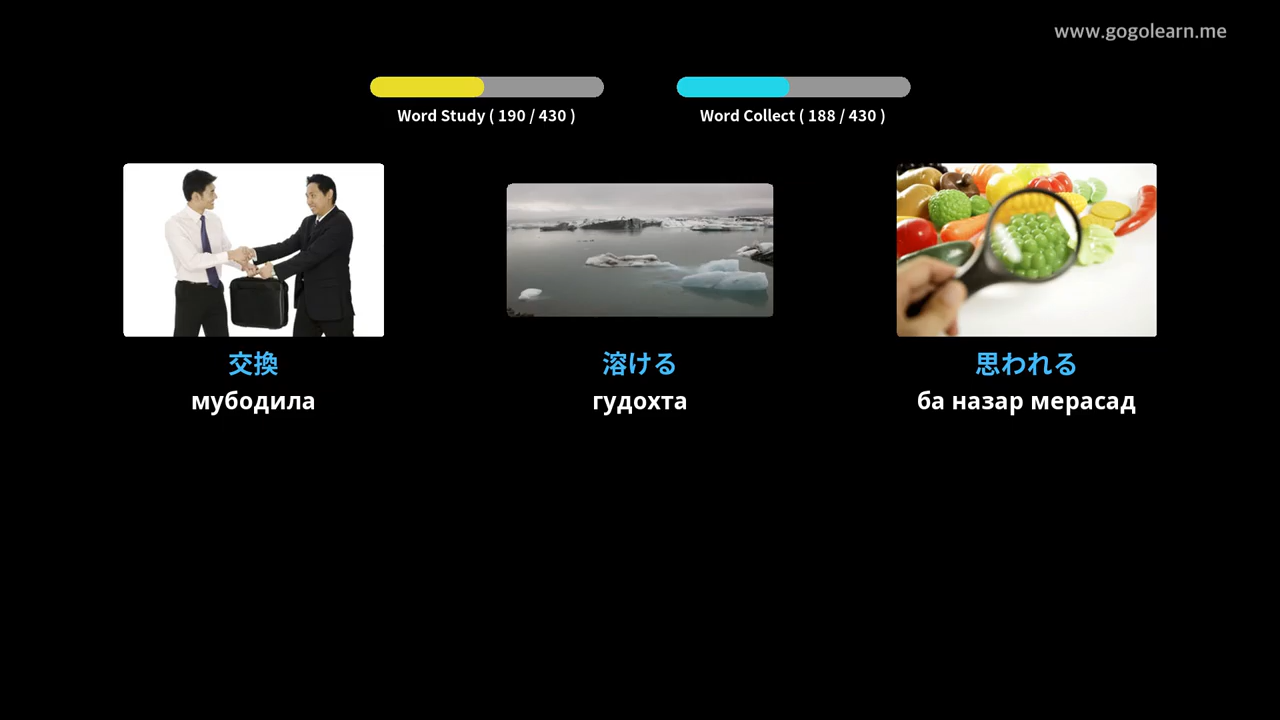 www.gogolearn.me
Word Study ( 190 / 430 )
Word Collect ( 188 / 430 )
交換
мубодила
溶ける
гудохта
思われる
ба назар мерасад